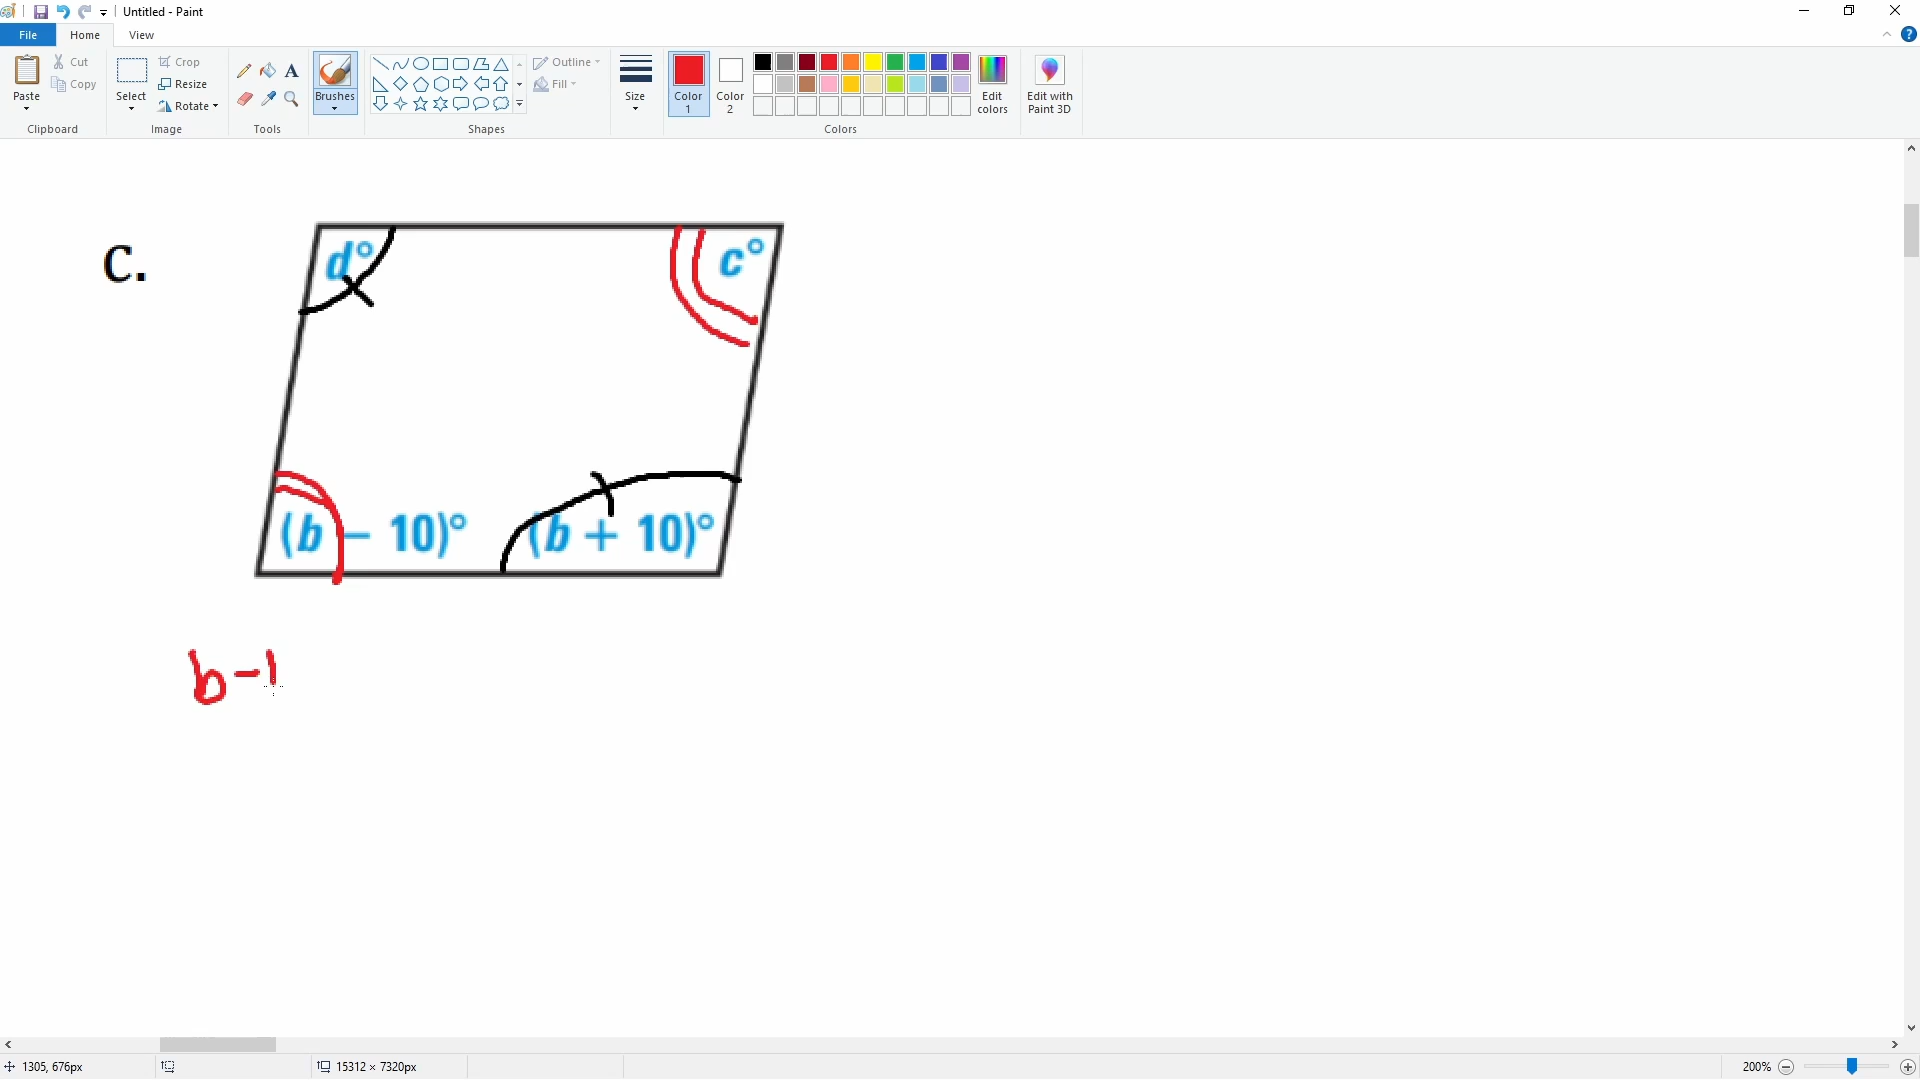 Untitled - Paint
File Home View
Paste
Cut
Copy
Clipboard
Select
Crop
Resize
Rotate
Image
Tools
Brushes
Shapes
Outline
Fill
Size
Color 1
Color 2
Colors
Edit colors
Edit with Paint 3D
C.
d°
c°
(b – 10)°
(b + 10)°
b-1
1305, 676px
15312 × 7320px
200%